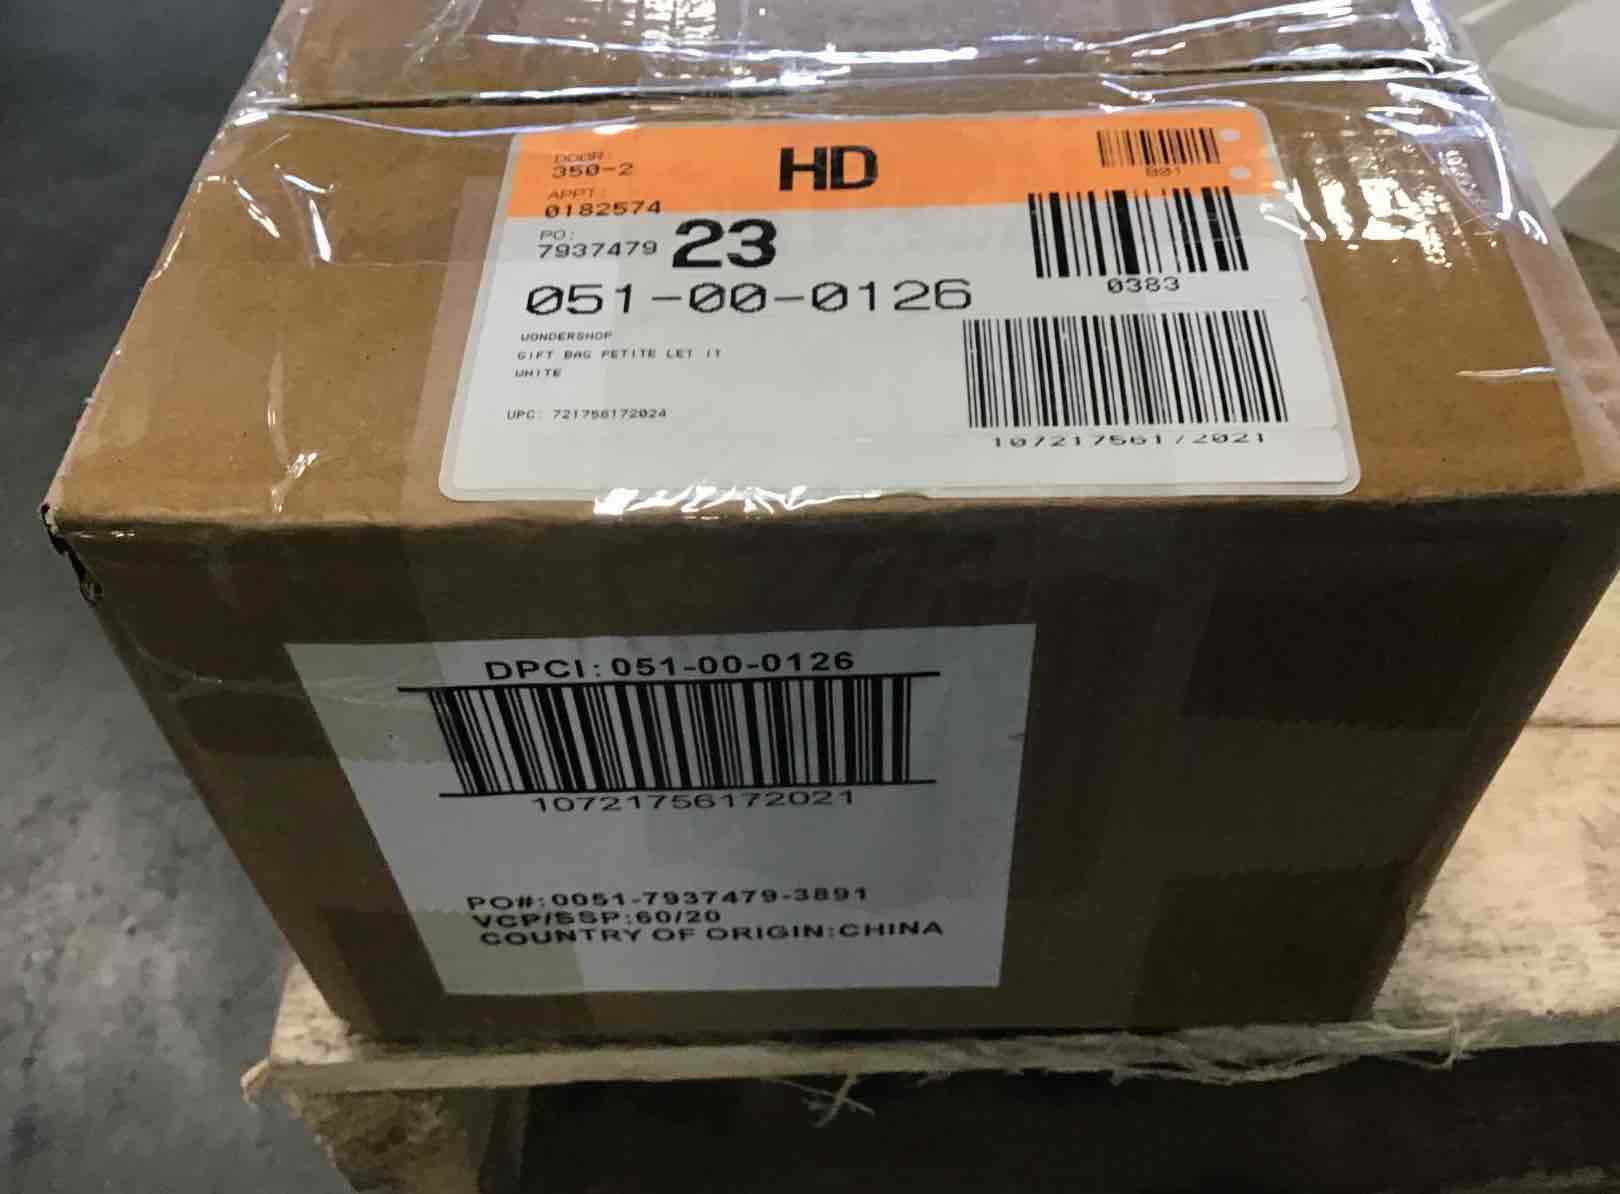 DOOR:
350-2
HD
801
APPT:
0182574
PO:
7937479
23
0383
051-00-0126
WONDERSHOP
GIFT BAG PETITE LET IT
WHITE
UPC: 721756172024
10721756172021
DPCI:051-00-0126
10721756172021
PO#:0051-7937479-3891
VCP/SSP:60/20
COUNTRY OF ORIGIN:CHINA